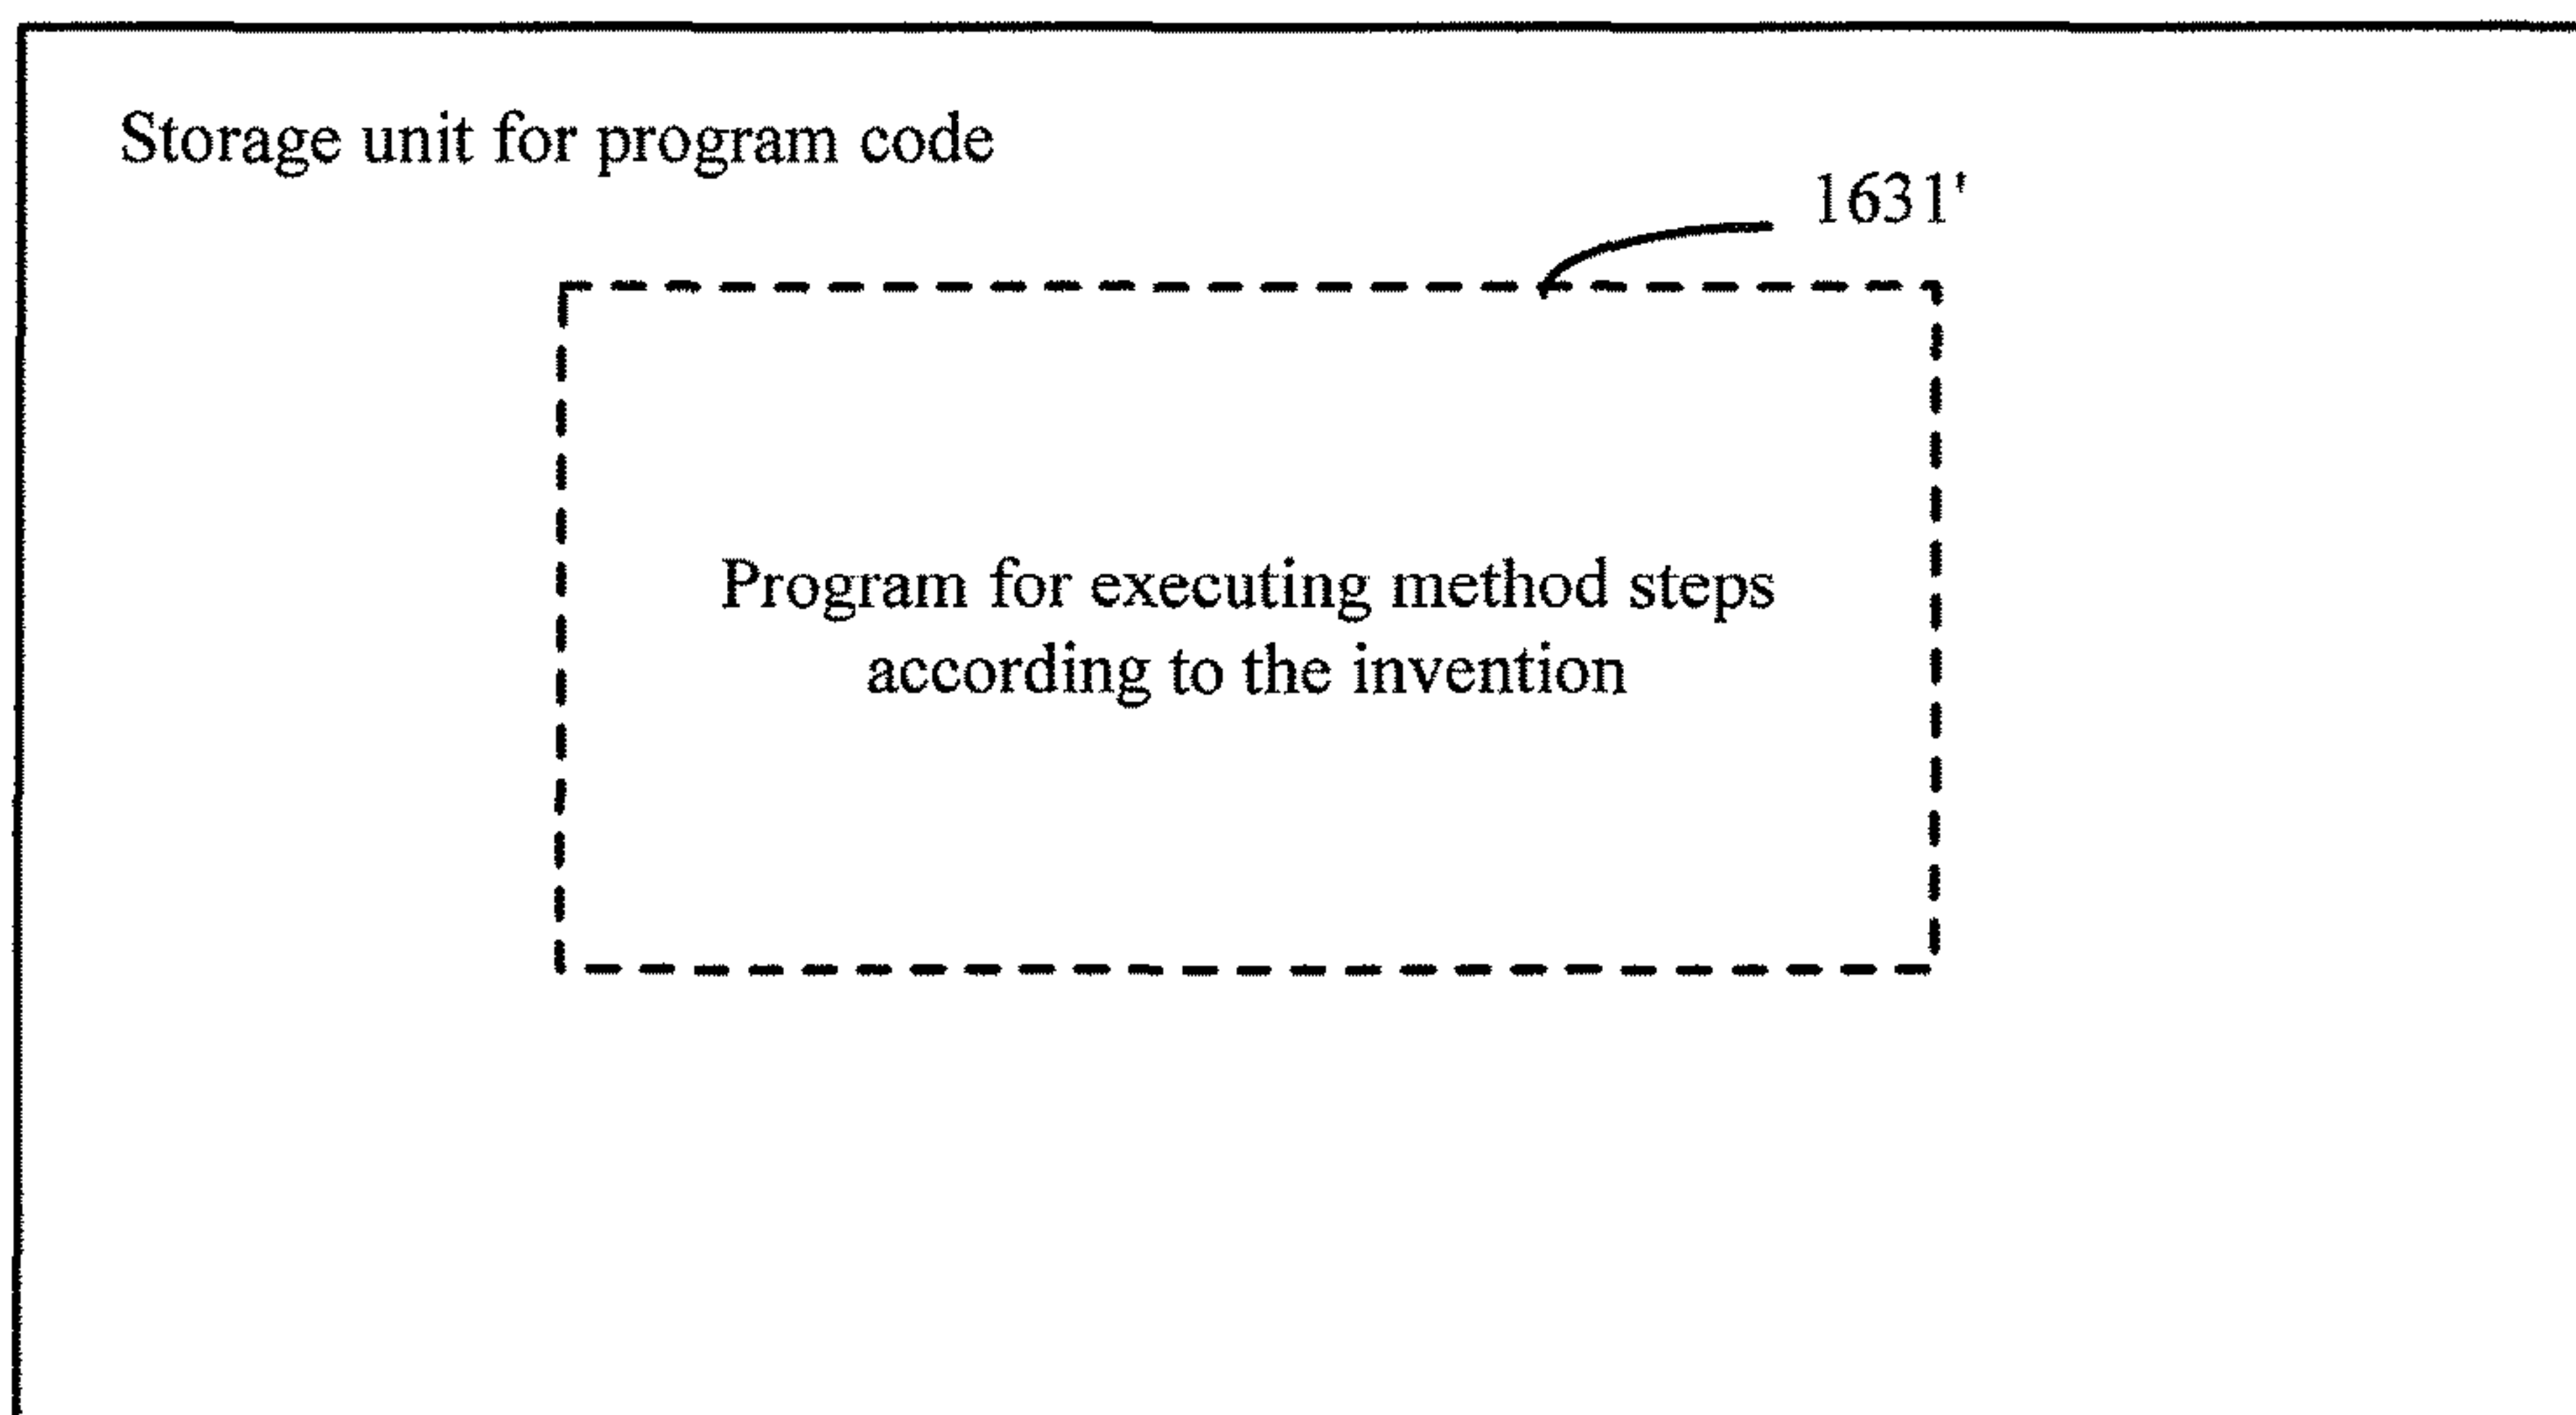 Storage unit for program code
1631'
Program for executing method steps
according to the invention